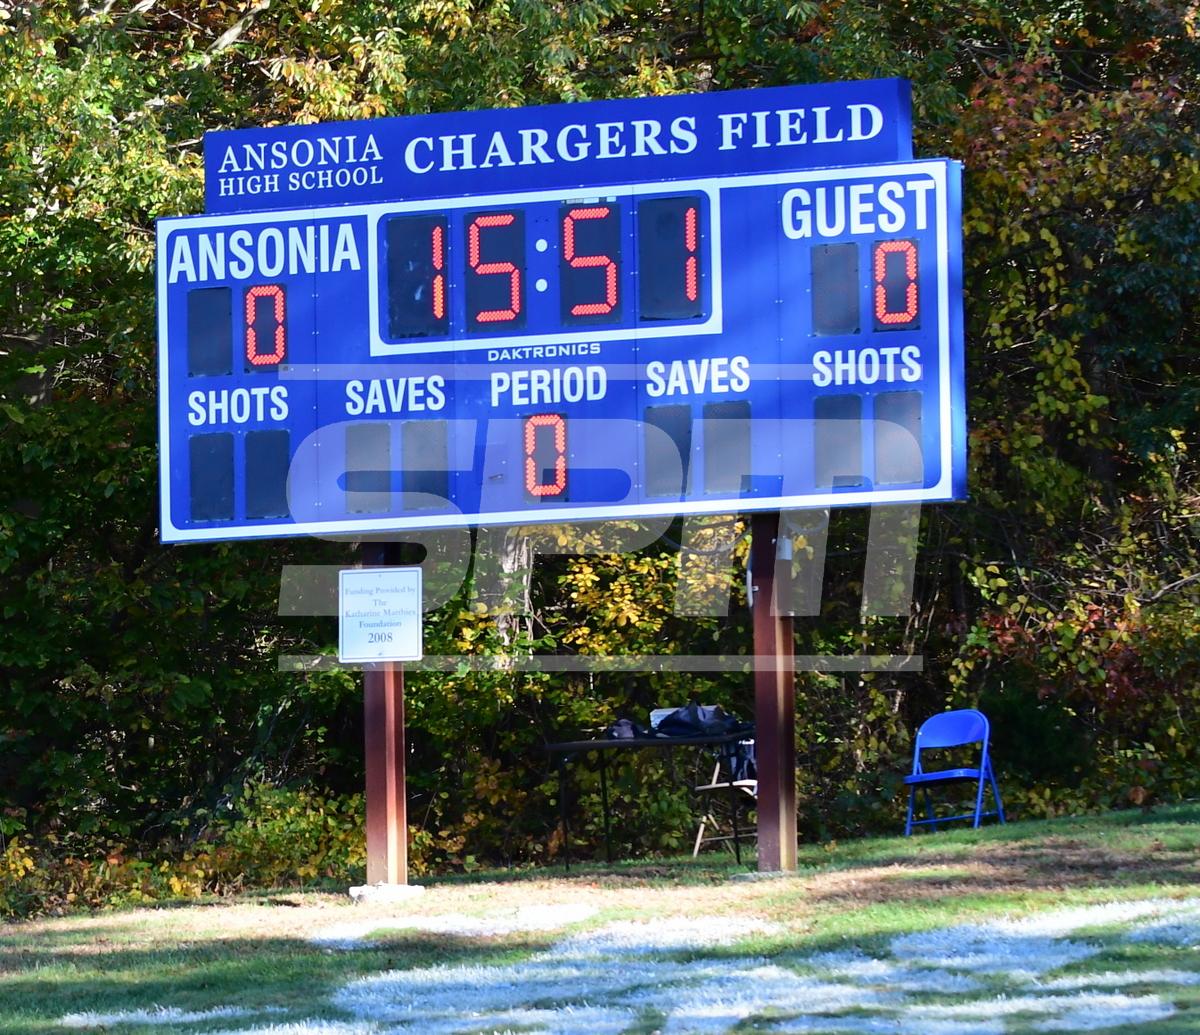 ANSONIA
HIGH SCHOOL
CHARGERS FIELD
ANSONIA
15:51
GUEST
0
0
DAKTRONICS
SHOTS
SAVES
PERIOD
SAVES
SHOTS
0
SPM
Funding Provided by
The
Katharine Matthies
Foundation
2008